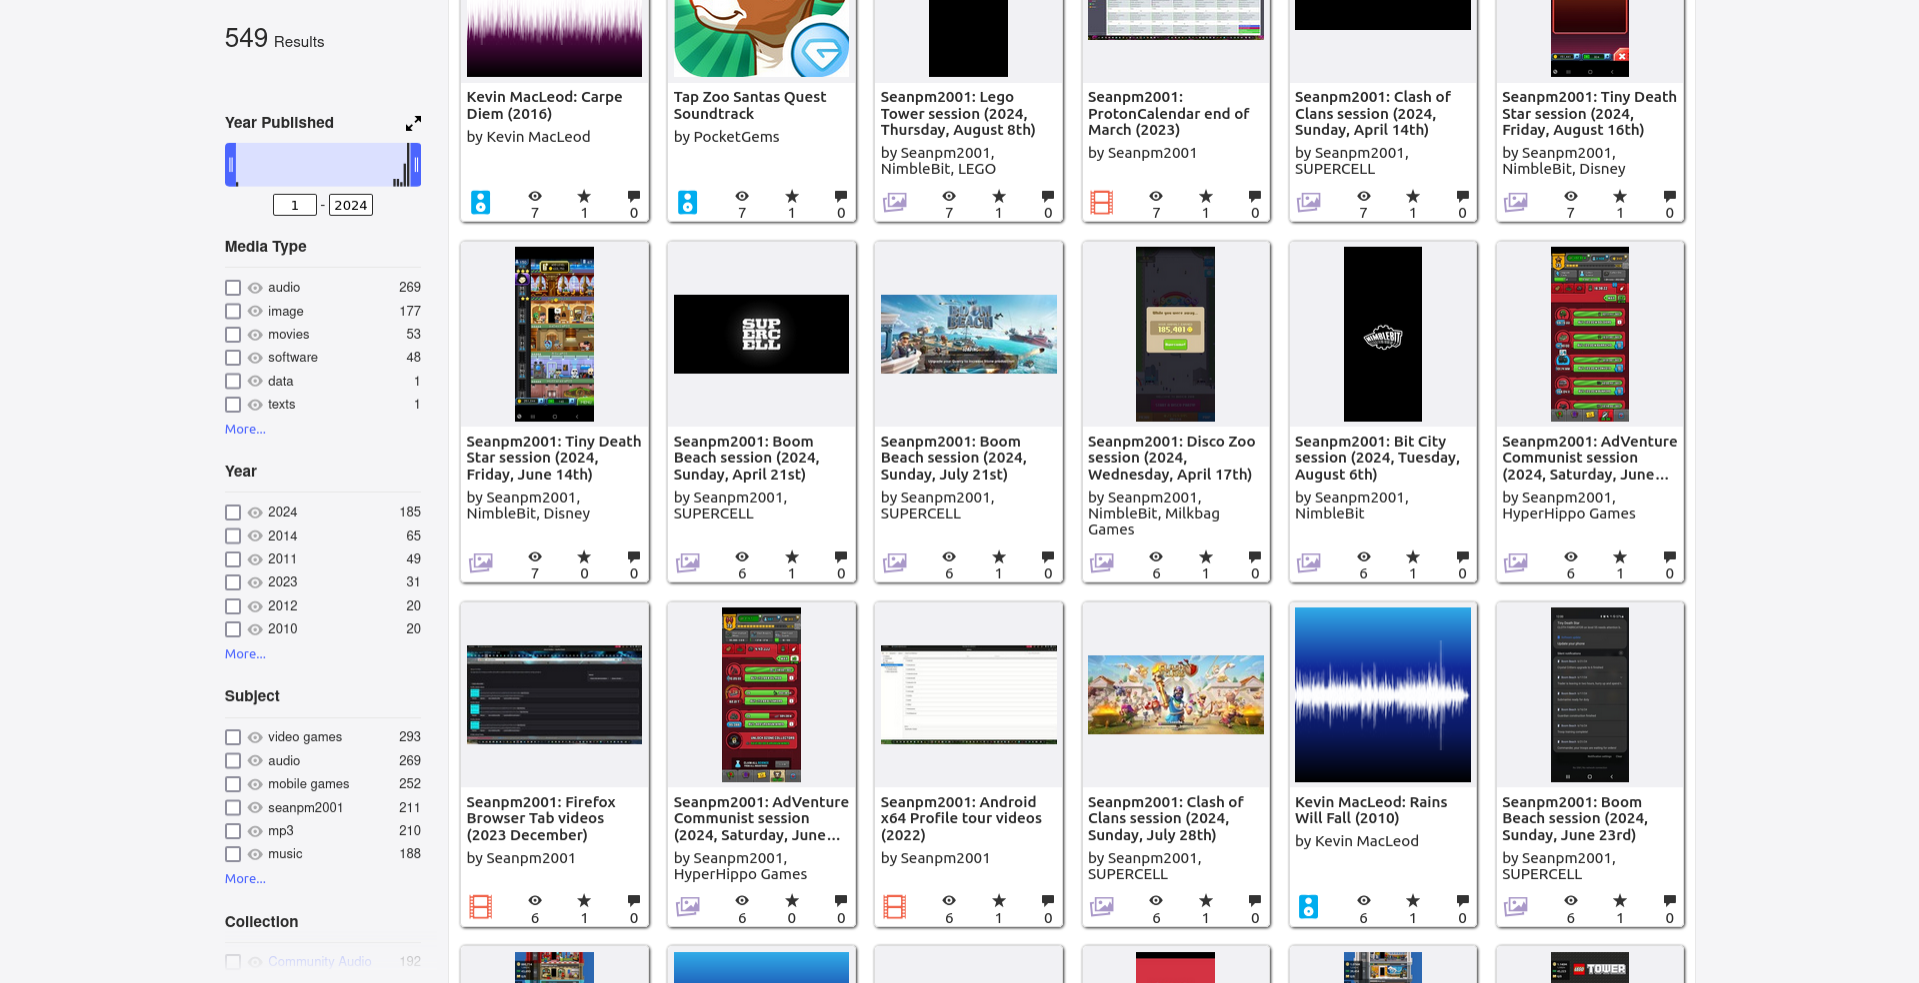 549 Results
Year Published
1 - 2024
Media Type
audio 269
image 177
movies 53
software 48
data 1
texts 1
More...
Year
2024 185
2014 65
2011 49
2023 31
2012 20
2010 20
More...
Subject
video games 293
audio 269
mobile games 252
seanpm2001 211
mp3 210
music 188
More...
Collection
Community Audio 192
Kevin MacLeod: Carpe
Diem (2016)
by Kevin MacLeod
7 1 0
Tap Zoo Santas Quest
Soundtrack
by PocketGems
7 1 0
Seanpm2001: Lego
Tower session (2024,
Thursday, August 8th)
by Seanpm2001,
NimbleBit, LEGO
7 1 0
Seanpm2001:
ProtonCalendar end of
March (2023)
by Seanpm2001
7 1 0
Seanpm2001: Clash of
Clans session (2024,
Sunday, April 14th)
by Seanpm2001,
SUPERCELL
7 1 0
Seanpm2001: Tiny Death
Star session (2024,
Friday, August 16th)
by Seanpm2001,
NimbleBit, Disney
7 1 0
Seanpm2001: Tiny Death
Star session (2024,
Friday, June 14th)
by Seanpm2001,
NimbleBit, Disney
7 0 0
SUP
ERC
ELL
Seanpm2001: Boom
Beach session (2024,
Sunday, April 21st)
by Seanpm2001,
SUPERCELL
6 1 0
BOOM
BEACH
Seanpm2001: Boom
Beach session (2024,
Sunday, July 21st)
by Seanpm2001,
SUPERCELL
6 1 0
While you were away...
185,401
Seanpm2001: Disco Zoo
session (2024,
Wednesday, April 17th)
by Seanpm2001,
NimbleBit, Milkbag
Games
6 1 0
NIMBLEBIT
Seanpm2001: Bit City
session (2024, Tuesday,
August 6th)
by Seanpm2001,
NimbleBit
6 1 0
Seanpm2001: AdVenture
Communist session
(2024, Saturday, June...
by Seanpm2001,
HyperHippo Games
6 1 0
Seanpm2001: Firefox
Browser Tab videos
(2023 December)
by Seanpm2001
6 1 0
Seanpm2001: AdVenture
Communist session
(2024, Saturday, June...
by Seanpm2001,
HyperHippo Games
6 0 0
Seanpm2001: Android
x64 Profile tour videos
(2022)
by Seanpm2001
6 1 0
Seanpm2001: Clash of
Clans session (2024,
Sunday, July 28th)
by Seanpm2001,
SUPERCELL
6 1 0
Kevin MacLeod: Rains
Will Fall (2010)
by Kevin MacLeod
6 1 0
Seanpm2001: Boom
Beach session (2024,
Sunday, June 23rd)
by Seanpm2001,
SUPERCELL
6 1 0
LEGO TOWER